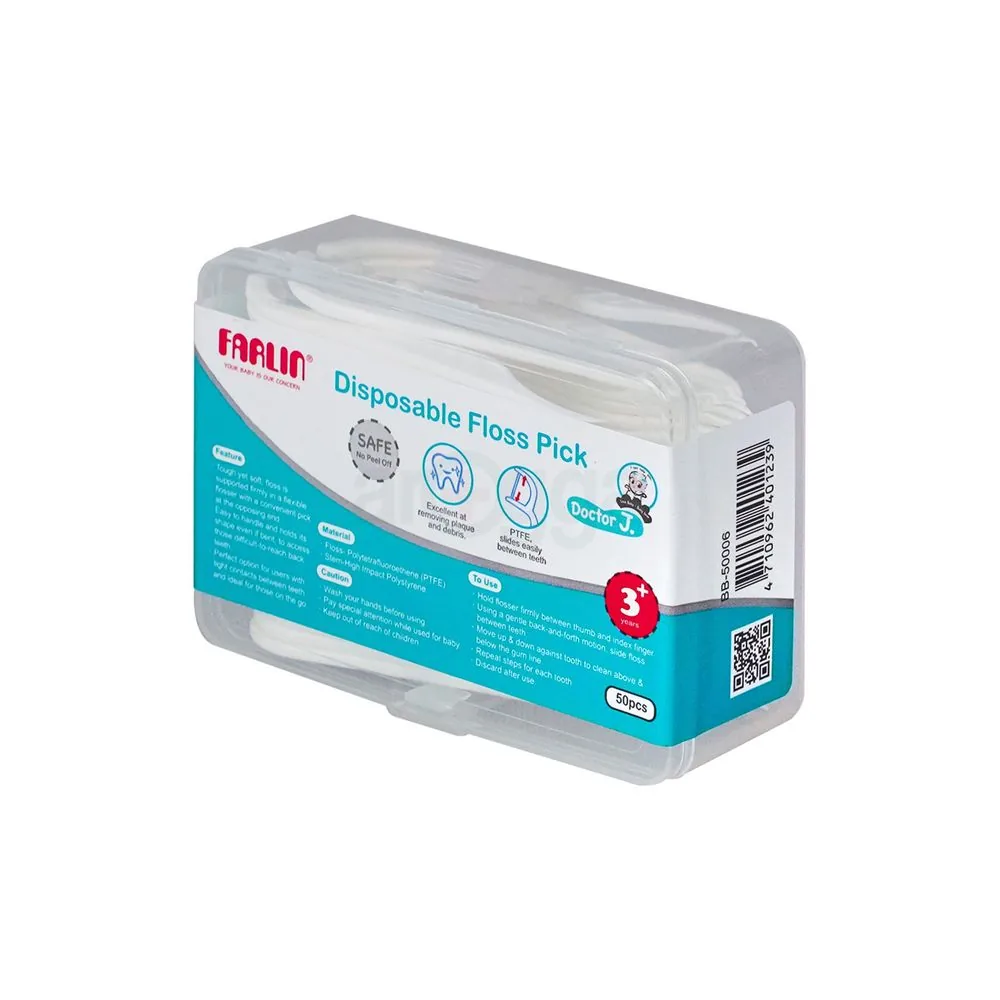 FARLIN®
YOUR BABY IS OUR CONCERN
Disposable Floss Pick
SAFE
No Peel Off
Excellent at
removing plaque
and debris.
PTFE,
slides easily
between teeth
Doctor J.
Feature
Tough yet soft, floss is
supported firmly in a flexible
flosser with a convenient pick
at the opposing end
Easy to handle and holds its
shape even if bent, to access
those difficult-to-reach back
teeth
Perfect option for users with
tight contacts between teeth
and ideal for those on the go
Material
· Floss- Polytetrafluoroethene (PTFE)
· Stem-High Impact Polystyrene
Caution
· Wash your hands before using
· Pay special attention while used for baby
· Keep out of reach of children
To Use
· Hold flosser firmly between thumb and index finger
· Using a gentle back-and-forth motion, slide floss
between teeth
· Move up & down against tooth to clean above &
below the gum line
· Repeat steps for each tooth
· Discard after use
3+
years
50pcs
BB-50006
4 710962 401239